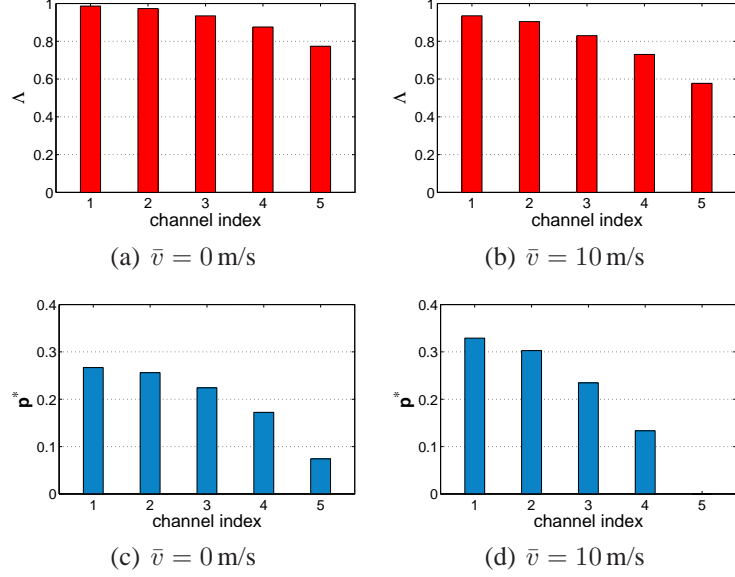 1
0.8
0.6
0.4
0.2
0
Λ
1 2 3 4 5
channel index
(a) v̄ = 0 m/s
1
0.8
0.6
0.4
0.2
0
Λ
1 2 3 4 5
channel index
(b) v̄ = 10 m/s
0.4
0.3
0.2
0.1
0
p*
1 2 3 4 5
channel index
(c) v̄ = 0 m/s
0.4
0.3
0.2
0.1
0
p*
1 2 3 4 5
channel index
(d) v̄ = 10 m/s